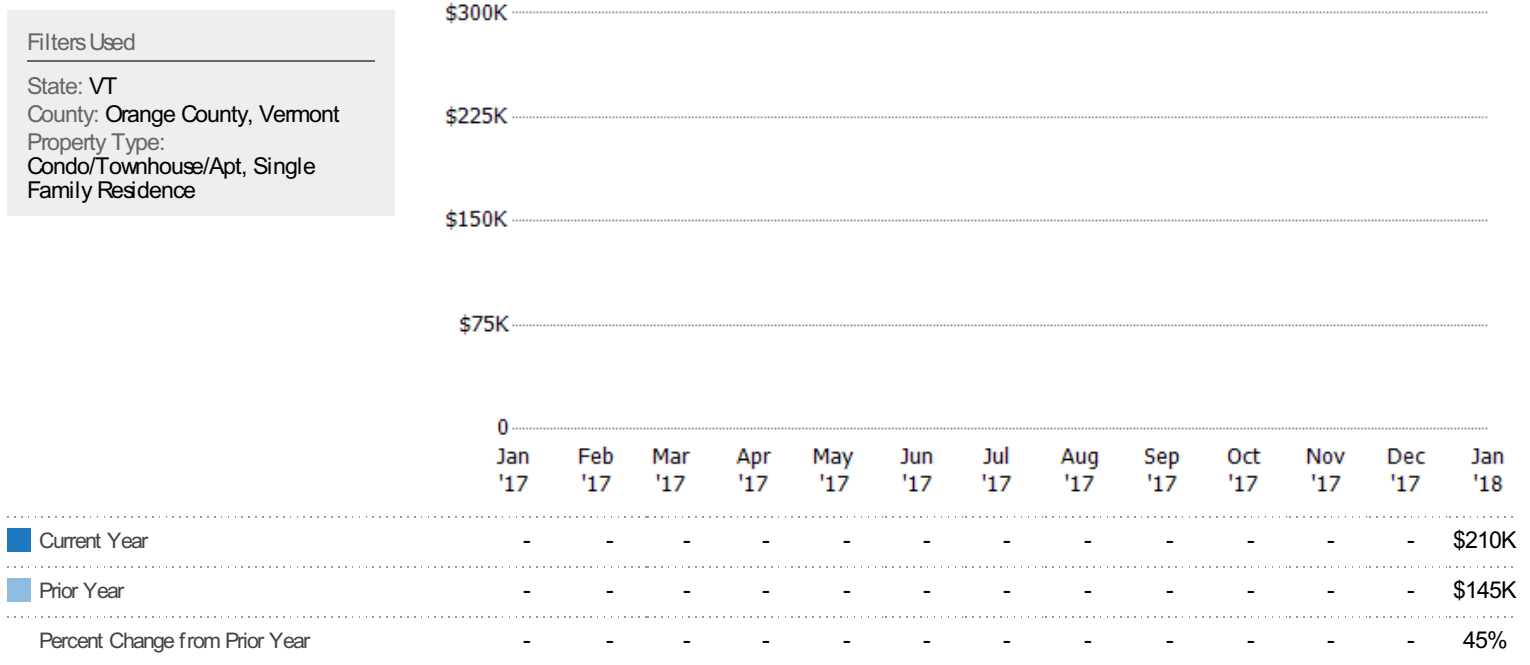 Filters Used
State: VT
County: Orange County, Vermont
Property Type:
Condo/Townhouse/Apt, Single
Family Residence
$300K
$225K
$150K
$75K
0
Jan Feb Mar Apr May Jun Jul Aug Sep Oct Nov Dec Jan
'17 '17 '17 '17 '17 '17 '17 '17 '17 '17 '17 '17 '18
Current Year - - - - - - - - - - - - $210K
Prior Year - - - - - - - - - - - - $145K
Percent Change from Prior Year - - - - - - - - - - - - 45%